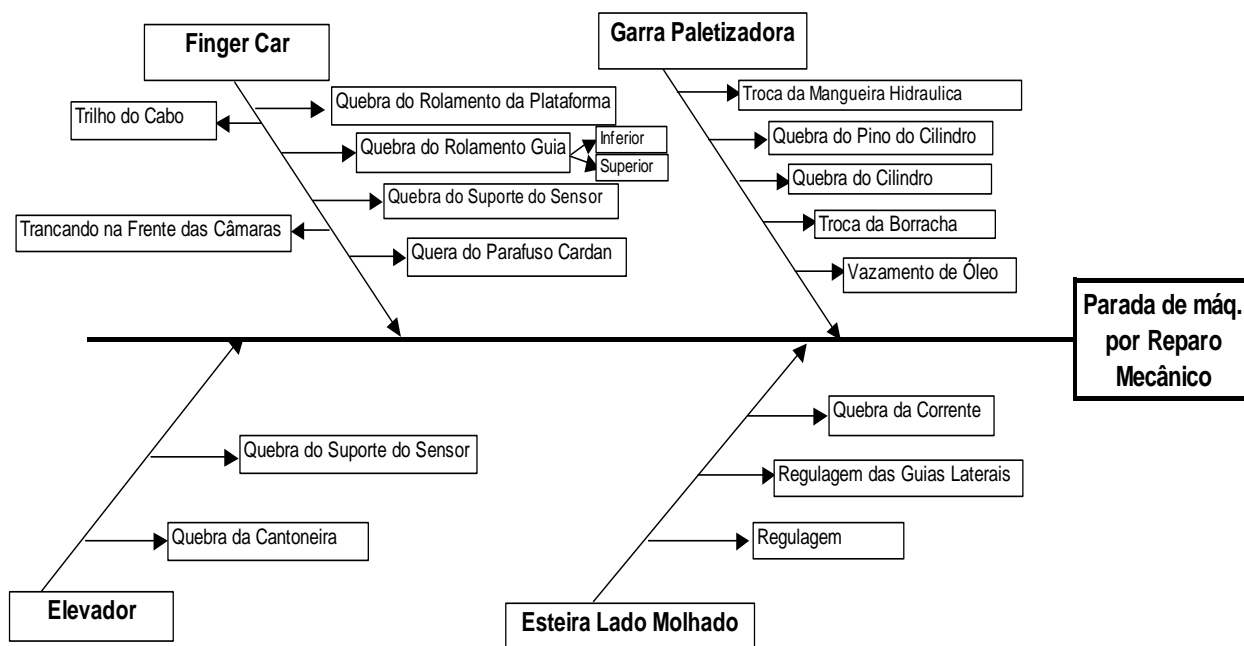 Finger Car
Garra Paletizadora
Quebra do Rolamento da Plataforma
Trilho do Cabo
Quebra do Rolamento Guia
Inferior
Superior
Quebra do Suporte do Sensor
Trancando na Frente das Câmaras
Quera do Parafuso Cardan
Troca da Mangueira Hidraulica
Quebra do Pino do Cilindro
Quebra do Cilindro
Troca da Borracha
Vazamento de Óleo
Parada de máq.
por Reparo
Mecânico
Quebra do Suporte do Sensor
Quebra da Cantoneira
Elevador
Quebra da Corrente
Regulagem das Guias Laterais
Regulagem
Esteira Lado Molhado